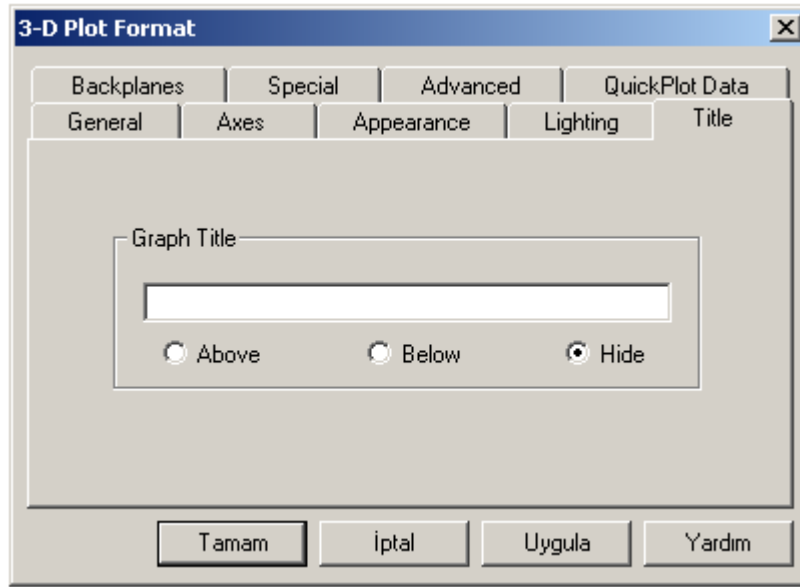 3-D Plot Format
Backplanes Special Advanced QuickPlot Data
General Axes Appearance Lighting Title
Graph Title
Above Below Hide
Tamam İptal Uygula Yardım